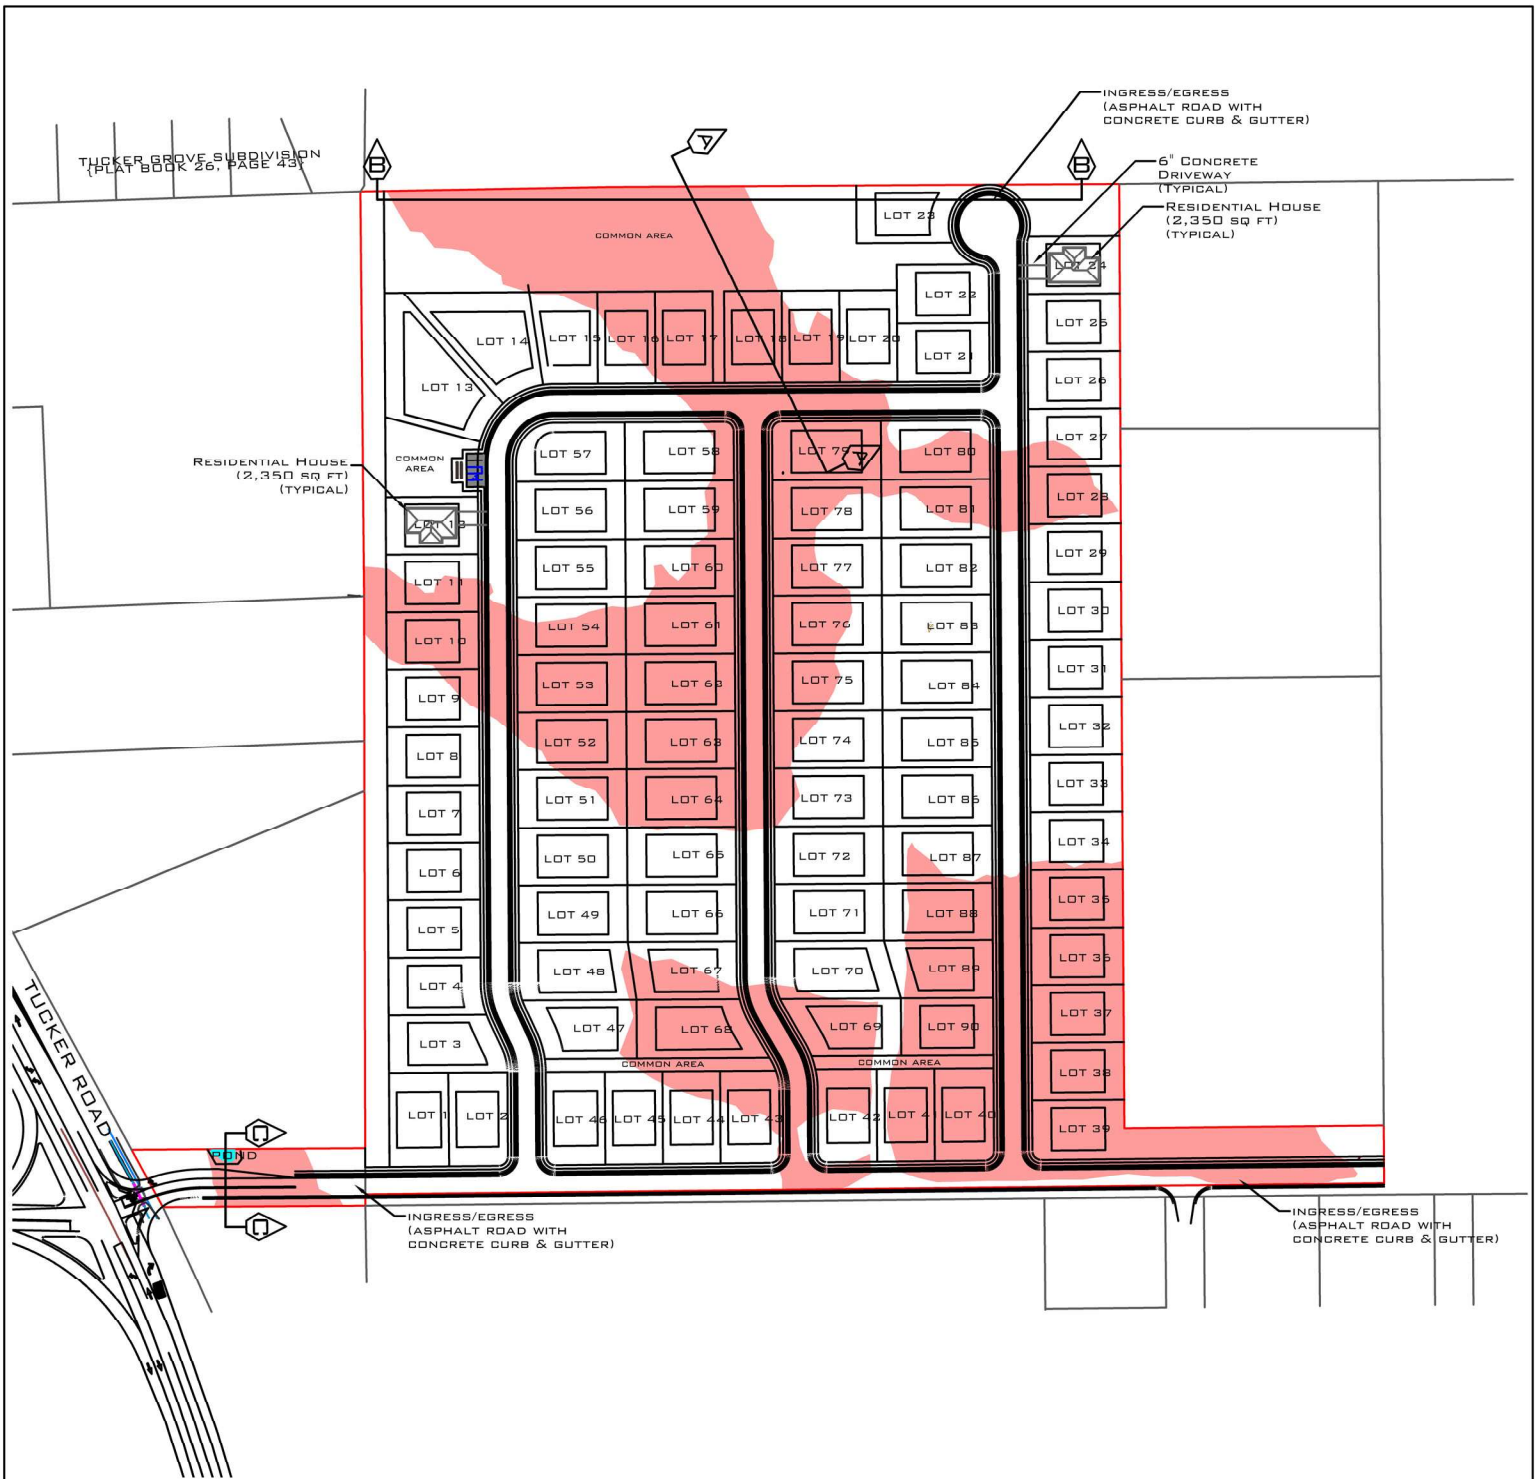 INGRESS/EGRESS
(ASPHALT ROAD WITH
CONCRETE CURB & GUTTER)
TUCKER GROVE SUBDIVISION
(PLAT BOOK 26, PAGE 43)
A
B
B
6" CONCRETE
DRIVEWAY
(TYPICAL)
RESIDENTIAL HOUSE
(2,350 SQ FT)
(TYPICAL)
LOT 23
COMMON AREA
LOT 24
LOT 22
LOT 25
LOT 14
LOT 15
LOT 16
LOT 17
LOT 18
LOT 19
LOT 20
LOT 21
LOT 13
LOT 26
LOT 27
COMMON
AREA
RESIDENTIAL HOUSE
(2,350 SQ FT)
(TYPICAL)
LOT 57
LOT 58
LOT 79
A
LOT 80
LOT 28
LOT 12
LOT 56
LOT 59
LOT 78
LOT 81
LOT 29
LOT 11
LOT 55
LOT 60
LOT 77
LOT 82
LOT 30
LOT 10
LOT 54
LOT 61
LOT 76
LOT 83
LOT 31
LOT 9
LOT 53
LOT 63
LOT 75
LOT 84
LOT 32
LOT 8
LOT 52
LOT 63
LOT 74
LOT 85
LOT 33
LOT 7
LOT 51
LOT 64
LOT 73
LOT 86
LOT 34
LOT 6
LOT 50
LOT 65
LOT 72
LOT 87
LOT 35
LOT 5
LOT 49
LOT 66
LOT 71
LOT 88
LOT 36
LOT 4
LOT 48
LOT 67
LOT 70
LOT 89
LOT 37
LOT 3
LOT 47
LOT 68
LOT 69
LOT 90
LOT 38
COMMON AREA
COMMON AREA
LOT 1
LOT 2
LOT 46
LOT 45
LOT 44
LOT 43
LOT 42
LOT 41
LOT 40
LOT 39
TUCKER ROAD
C
POND
C
INGRESS/EGRESS
(ASPHALT ROAD WITH
CONCRETE CURB & GUTTER)
INGRESS/EGRESS
(ASPHALT ROAD WITH
CONCRETE CURB & GUTTER)